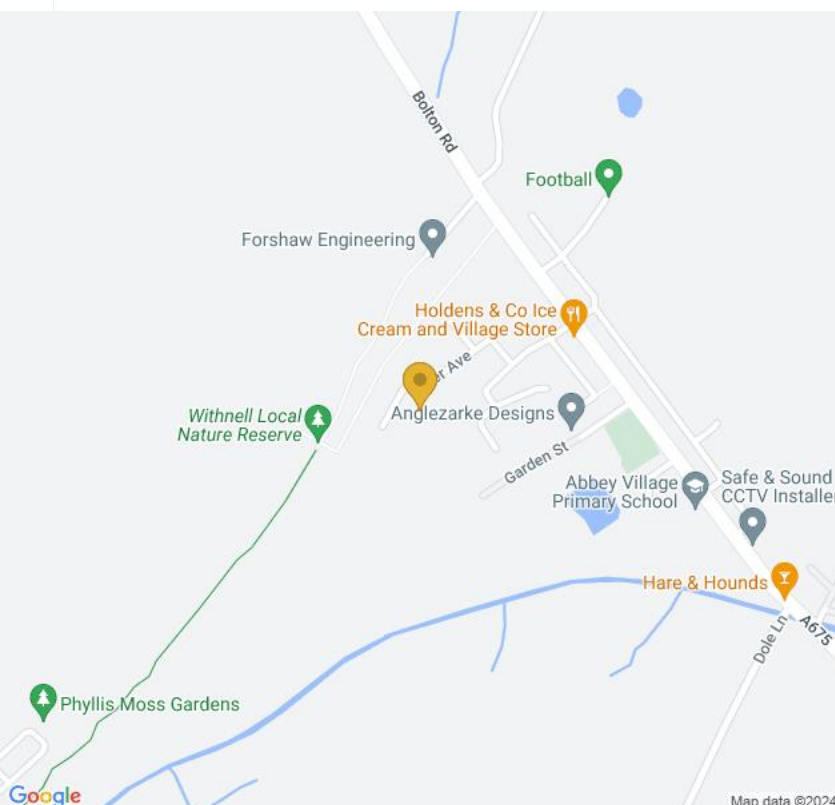 Bolton Rd
Football
Forshaw Engineering
Holdens & Co Ice
Cream and Village Store
Ave
Anglezarke Designs
Withnell Local
Nature Reserve
Garden St
Abbey Village
Primary School
Safe & Sound
CCTV Installe
Hare & Hounds
A675
Dole Ln
Phyllis Moss Gardens
Google
Map data ©2024